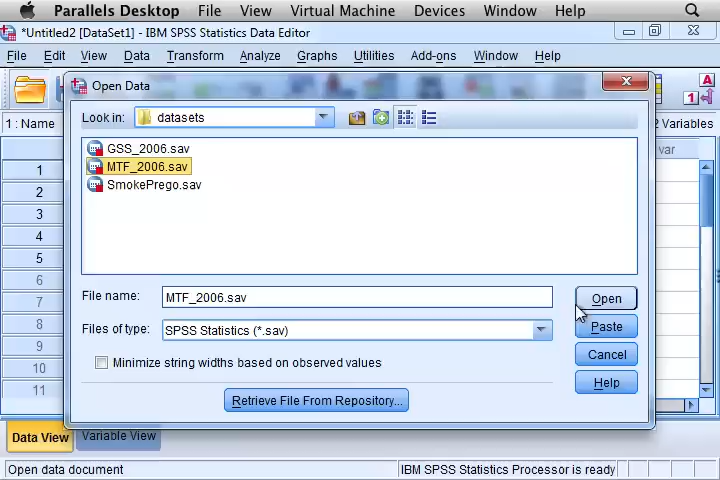 Parallels Desktop File View Virtual Machine Devices Window Help
*Untitled2 [DataSet1] - IBM SPSS Statistics Data Editor
File Edit View Data Transform Analyze Graphs Utilities Add-ons Window Help
Open Data
Look in: datasets
1 : Name
2 Variables
var
GSS_2006.sav
MTF_2006.sav
SmokePrego.sav
1
2
3
4
6
7
8
9
10
11
File name: MTF_2006.sav
Open
Files of type: SPSS Statistics (*.sav)
Paste
Minimize string widths based on observed values
Cancel
Help
Retrieve File From Repository...
Data View Variable View
Open data document
IBM SPSS Statistics Processor is ready